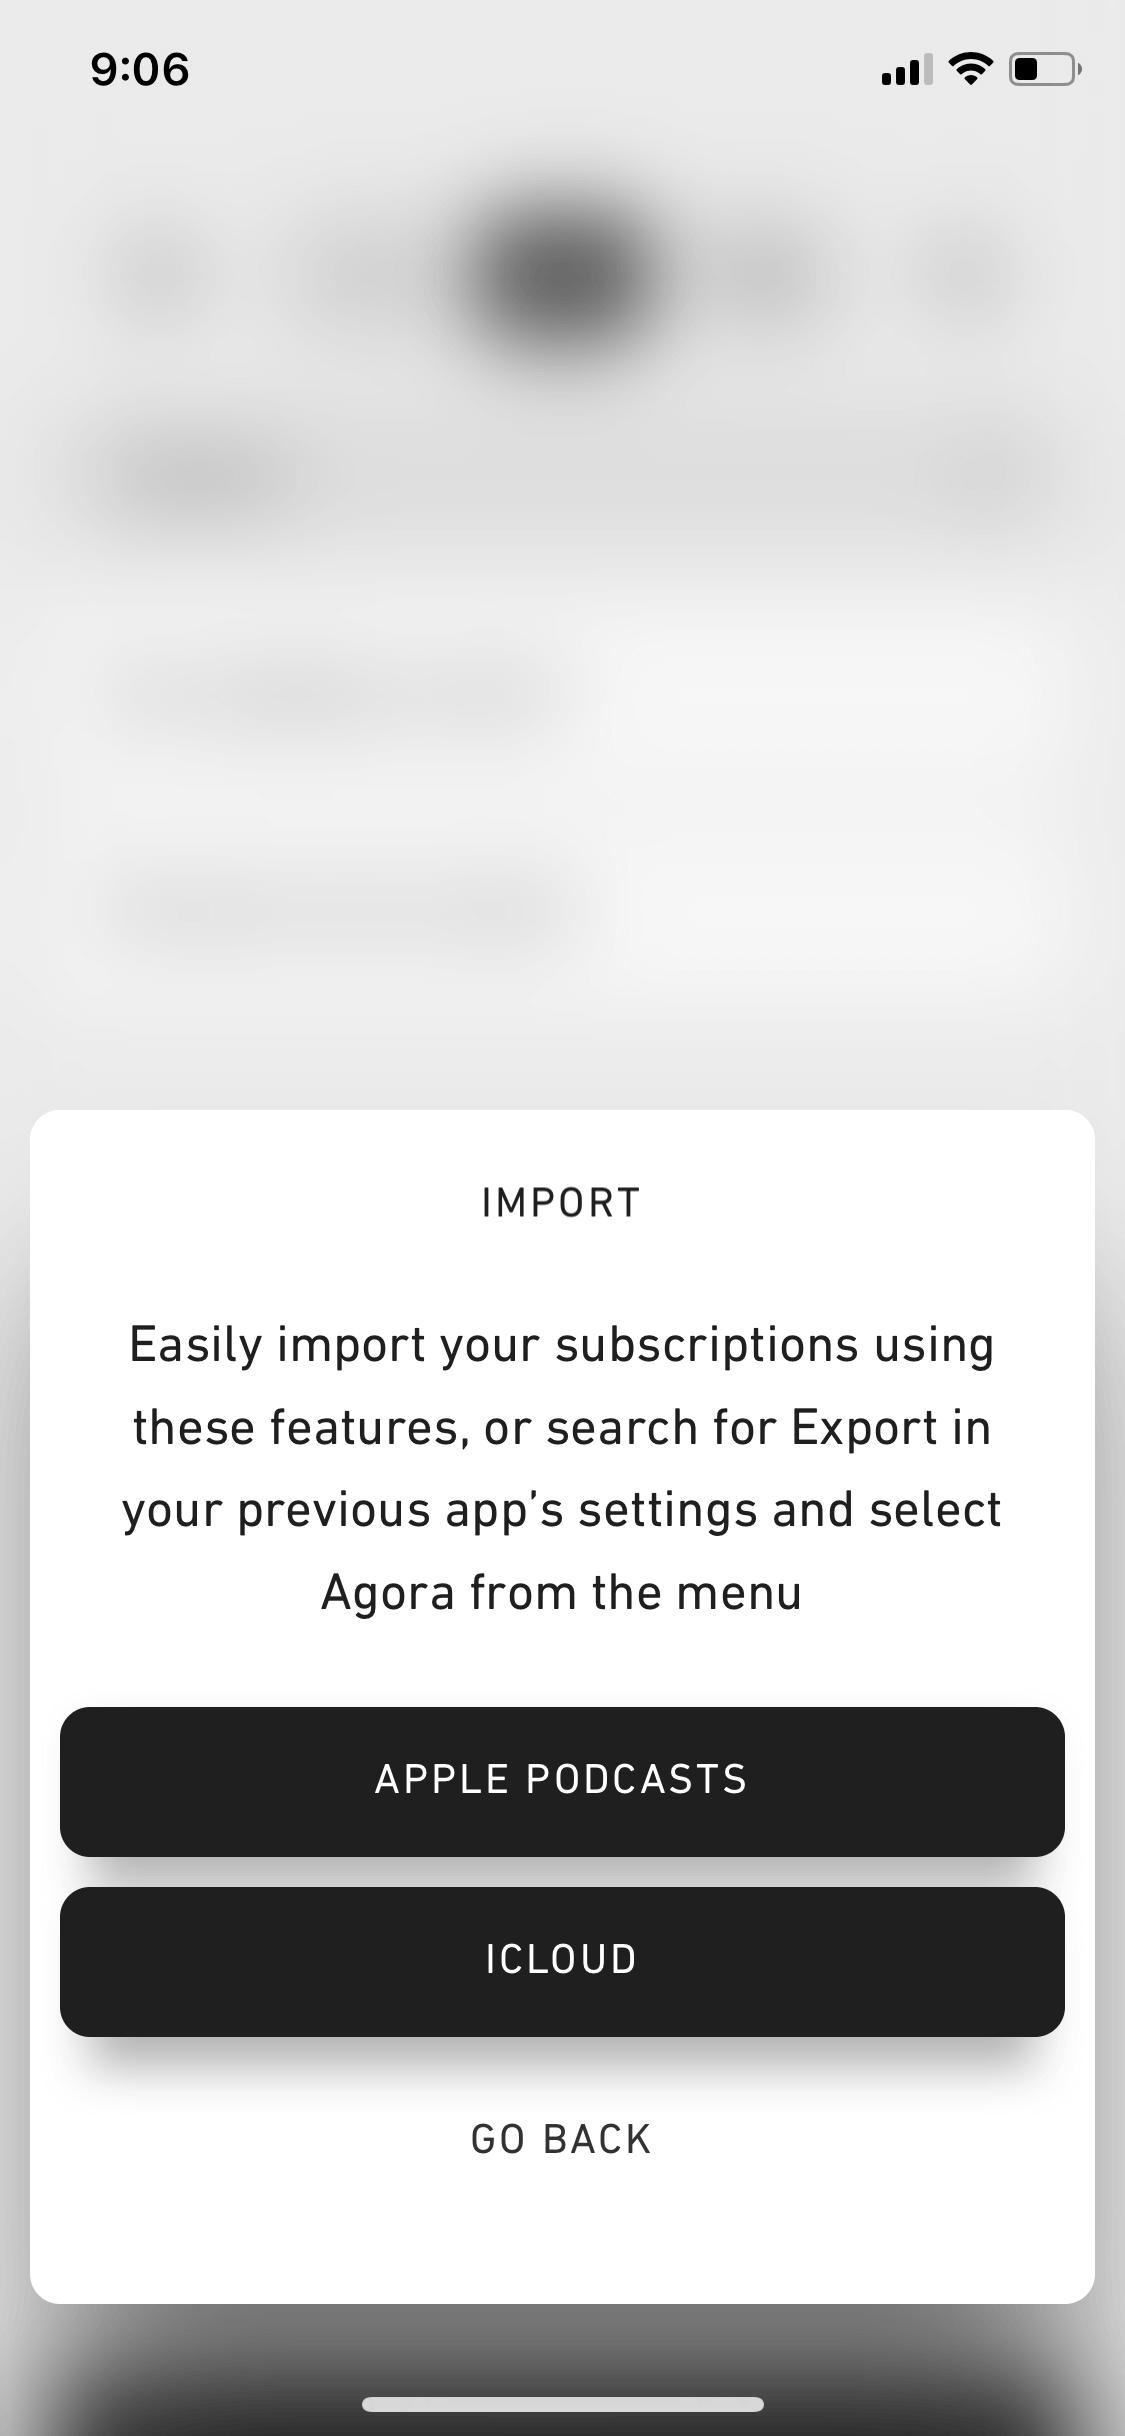 9:06
IMPORT
Easily import your subscriptions using
these features, or search for Export in
your previous app’s settings and select
Agora from the menu
APPLE PODCASTS
ICLOUD
GO BACK